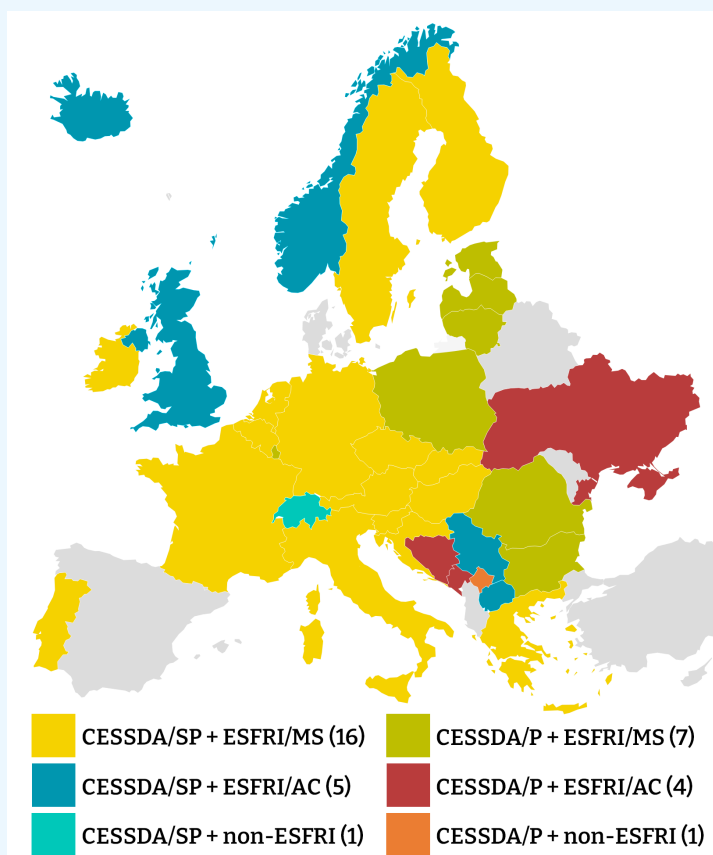 CESSDA/SP + ESFRI/MS (16)
CESSDA/P + ESFRI/MS (7)
CESSDA/SP + ESFRI/AC (5)
CESSDA/P + ESFRI/AC (4)
CESSDA/SP + non-ESFRI (1)
CESSDA/P + non-ESFRI (1)